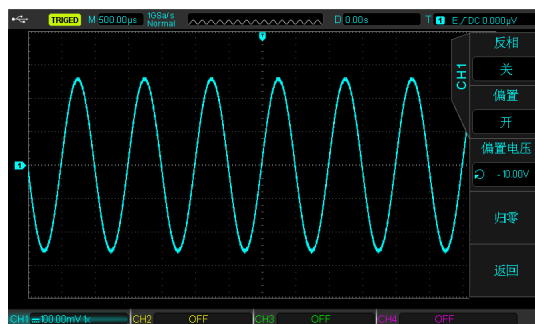 TRIGED M 500.00μs 1GSa/s Normal D 0.00s T 1 E DC 0.000μV
T
CH1
反相
关
偏置
开
偏置电压
-10.00V
归零
返回
1
CH1 100.00mV 1x CH2 OFF CH3 OFF CH4 OFF